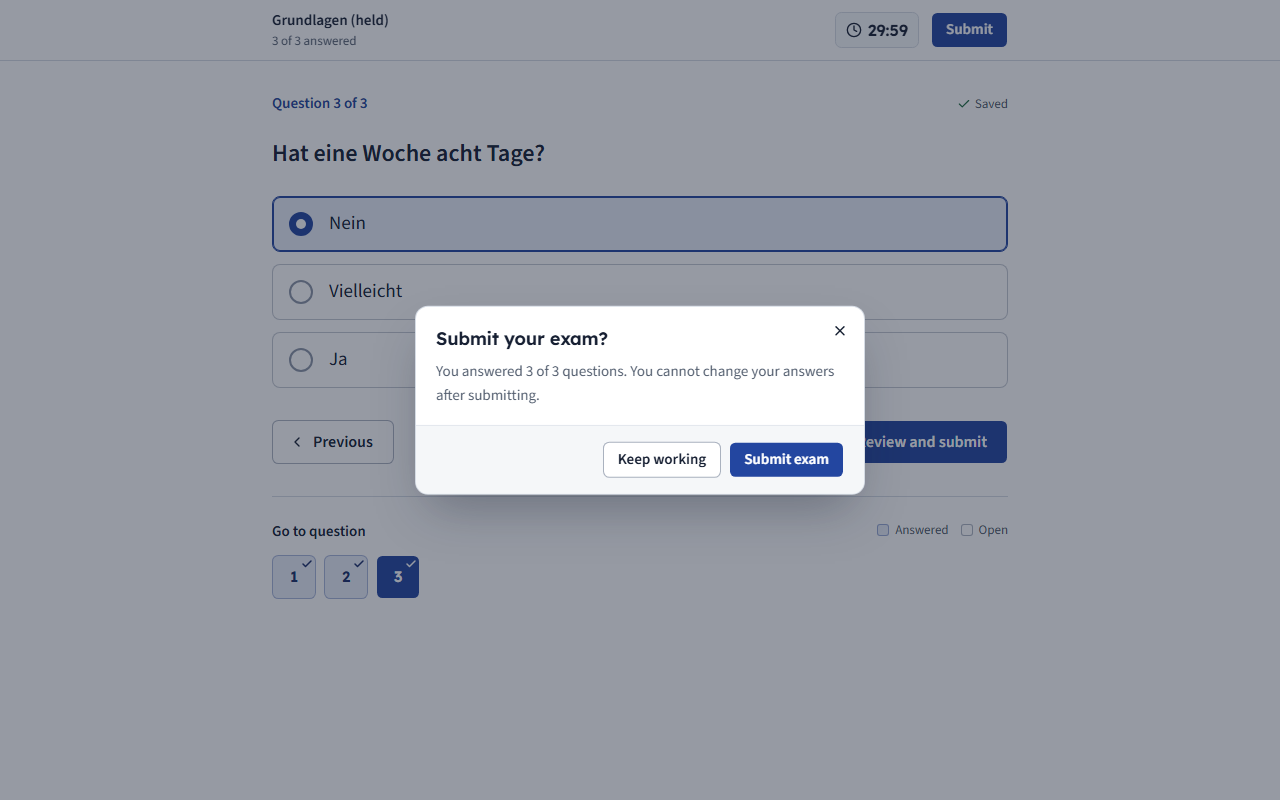 Grundlagen (held)
3 of 3 answered
29:59
Submit
Question 3 of 3
Saved
Hat eine Woche acht Tage?
Nein
Vielleicht
Ja
Submit your exam?
You answered 3 of 3 questions. You cannot change your answers
after submitting.
Keep working
Submit exam
Previous
and submit
Go to question
Answered
Open
1
2
3